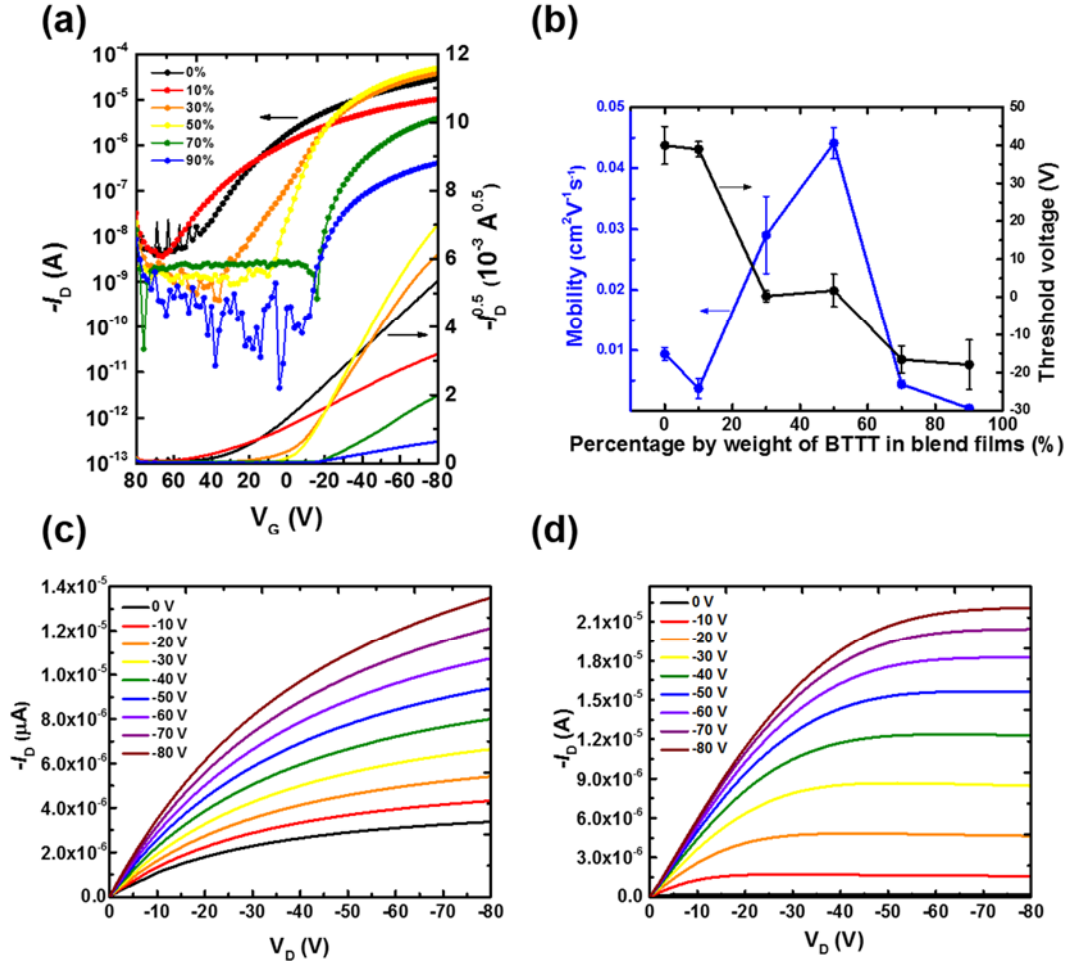 (a)
10⁻⁴
10⁻⁵
10⁻⁶
10⁻⁷
10⁻⁸
10⁻⁹
10⁻¹⁰
10⁻¹¹
10⁻¹²
10⁻¹³
-I_D (A)
0%
10%
30%
50%
70%
90%
12
10
8
6
4
2
0
-I_D^0.5 (10⁻³ A^0.5)
80 60 40 20 0 -20 -40 -60 -80
V_G (V)
(b)
0.05
0.04
0.03
0.02
0.01
Mobility (cm²V⁻¹s⁻¹)
50
40
30
20
10
0
-10
-20
-30
Threshold voltage (V)
0 20 40 60 80 100
Percentage by weight of BTTT in blend films (%)
(c)
1.4x10⁻⁵
1.2x10⁻⁵
1.0x10⁻⁵
8.0x10⁻⁶
6.0x10⁻⁶
4.0x10⁻⁶
2.0x10⁻⁶
0.0
-I_D (μA)
0 V
-10 V
-20 V
-30 V
-40 V
-50 V
-60 V
-70 V
-80 V
0 -10 -20 -30 -40 -50 -60 -70 -80
V_D (V)
(d)
2.1x10⁻⁵
1.8x10⁻⁵
1.5x10⁻⁵
1.2x10⁻⁵
9.0x10⁻⁶
6.0x10⁻⁶
3.0x10⁻⁶
0.0
-I_D (A)
0 V
-10 V
-20 V
-30 V
-40 V
-50 V
-60 V
-70 V
-80 V
0 -10 -20 -30 -40 -50 -60 -70 -80
V_D (V)